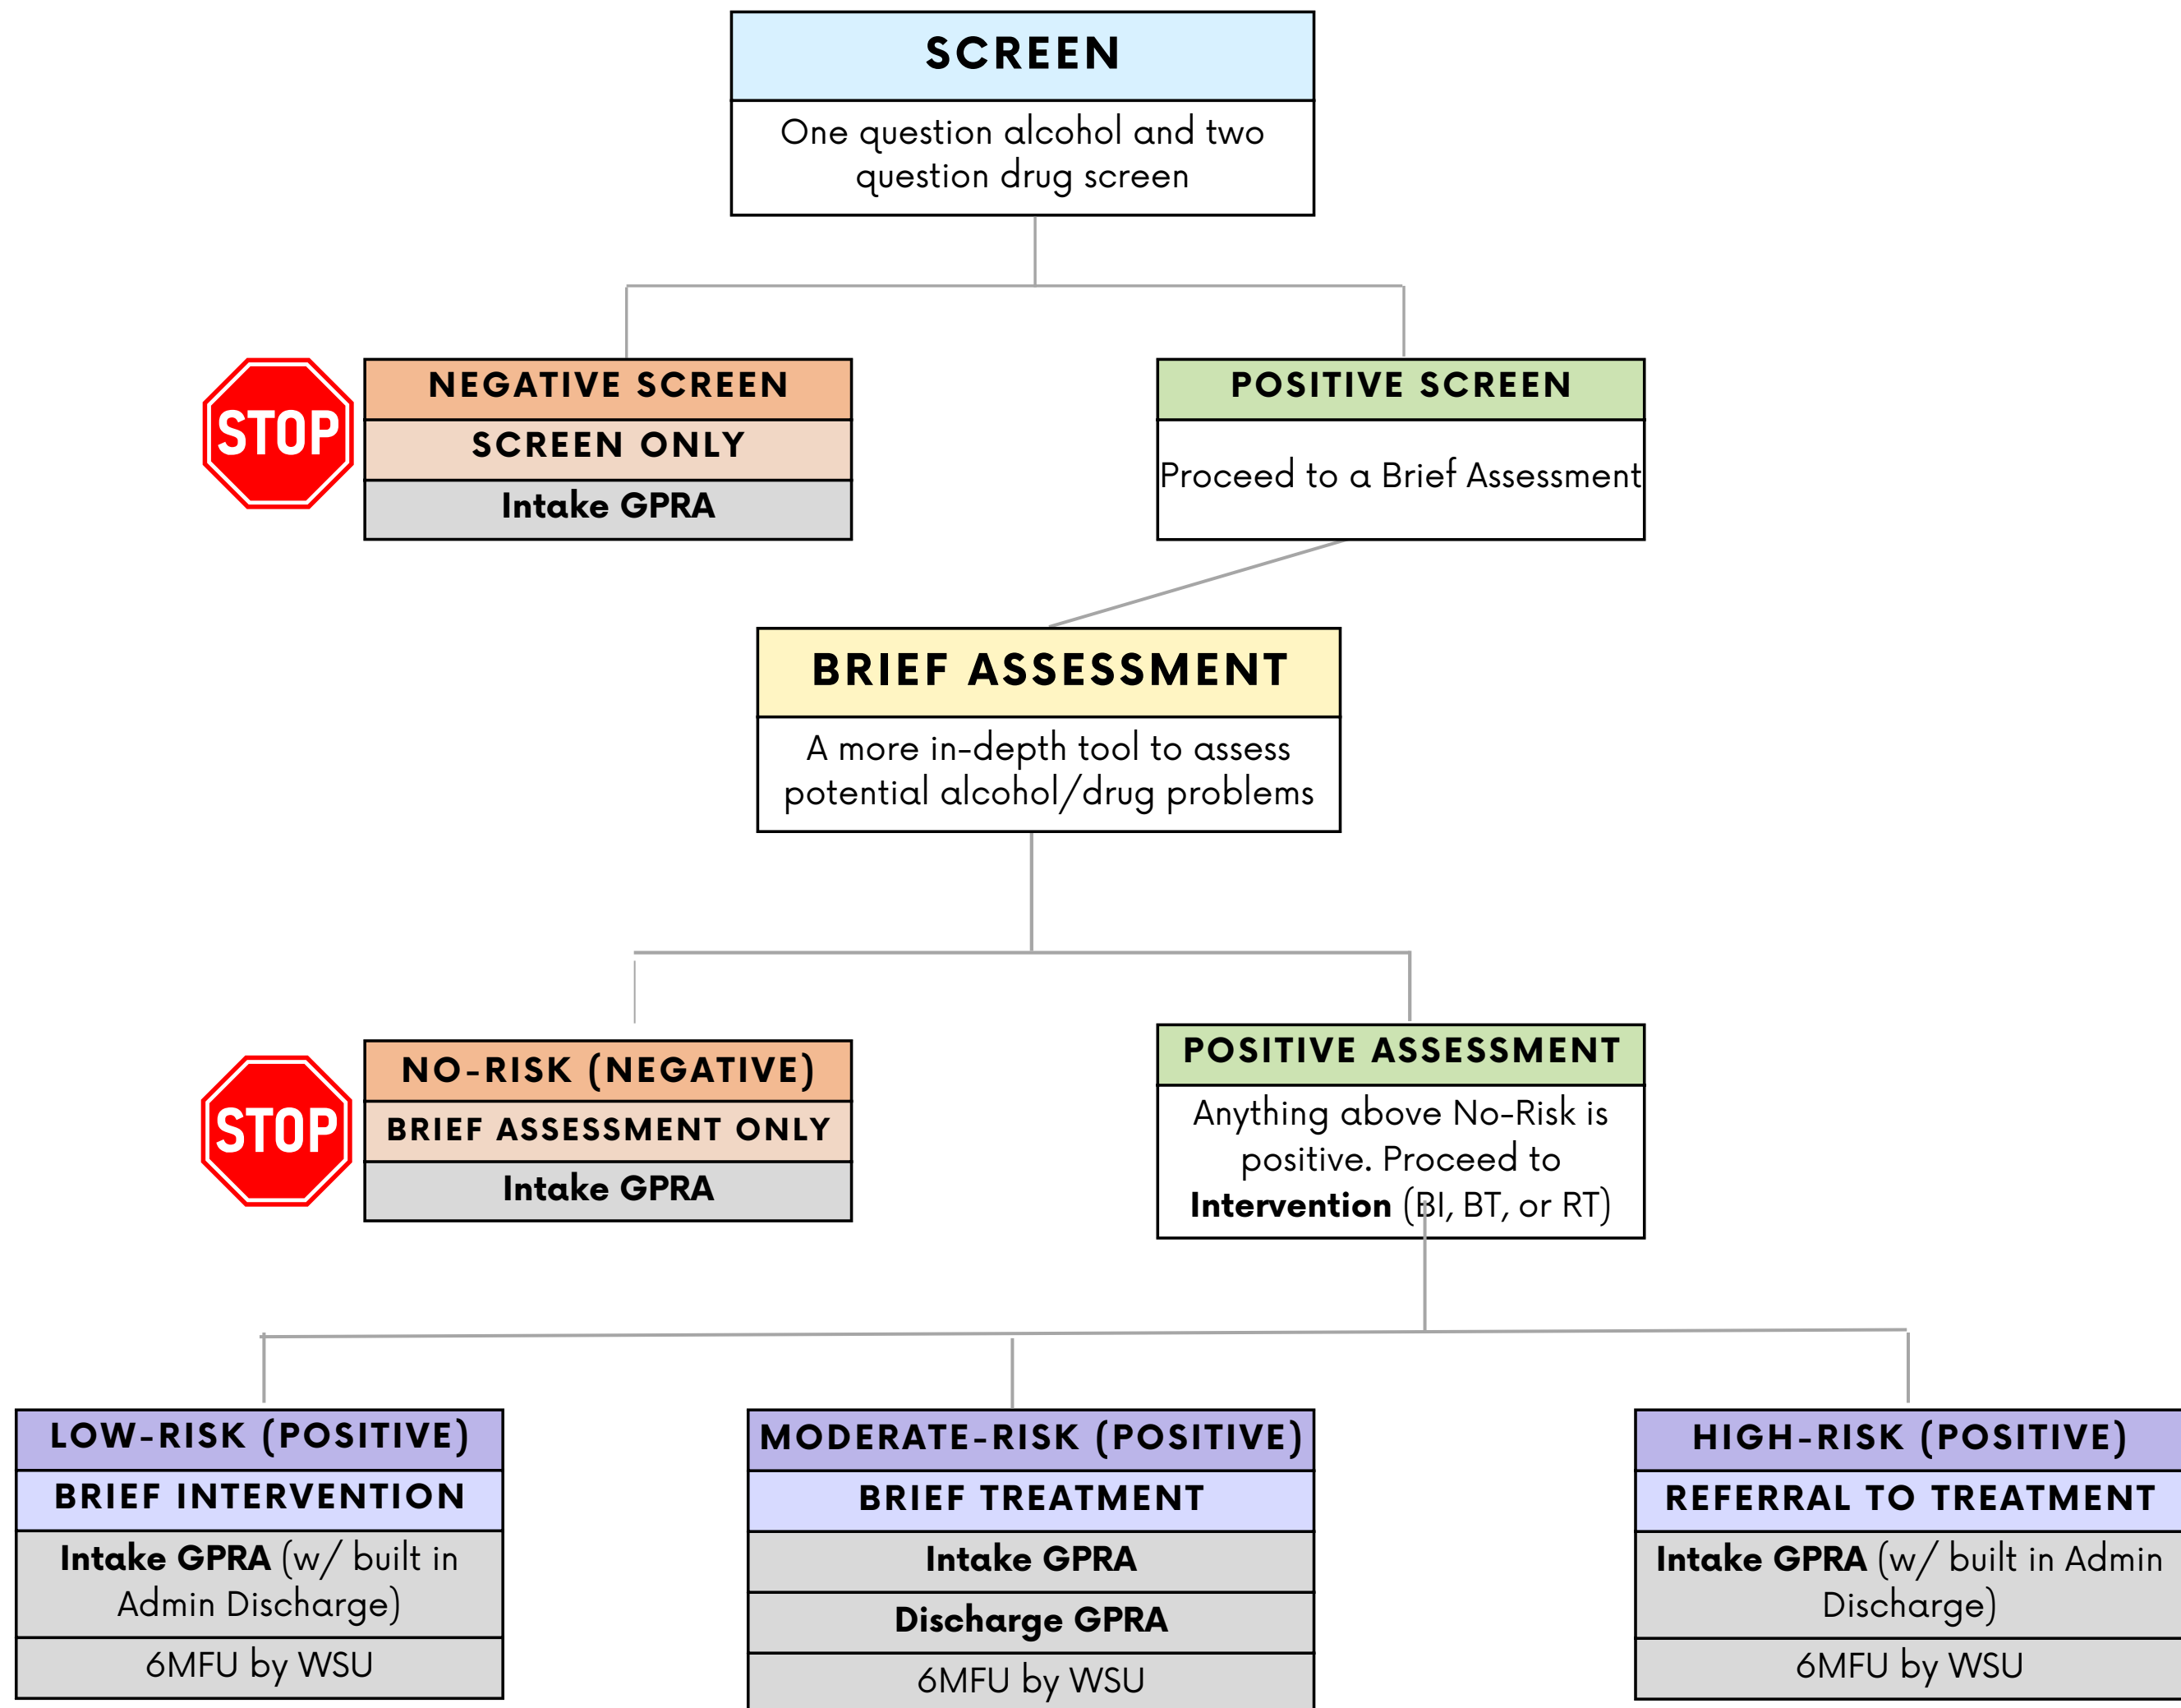 SCREEN
One question alcohol and two
question drug screen
STOP
NEGATIVE SCREEN
SCREEN ONLY
Intake GPRA
POSITIVE SCREEN
Proceed to a Brief Assessment
BRIEF ASSESSMENT
A more in-depth tool to assess
potential alcohol/drug problems
STOP
NO-RISK (NEGATIVE)
BRIEF ASSESSMENT ONLY
Intake GPRA
POSITIVE ASSESSMENT
Anything above No-Risk is
positive. Proceed to
Intervention (BI, BT, or RT)
LOW-RISK (POSITIVE)
BRIEF INTERVENTION
Intake GPRA (w/ built in
Admin Discharge)
6MFU by WSU
MODERATE-RISK (POSITIVE)
BRIEF TREATMENT
Intake GPRA
Discharge GPRA
6MFU by WSU
HIGH-RISK (POSITIVE)
REFERRAL TO TREATMENT
Intake GPRA (w/ built in Admin
Discharge)
6MFU by WSU